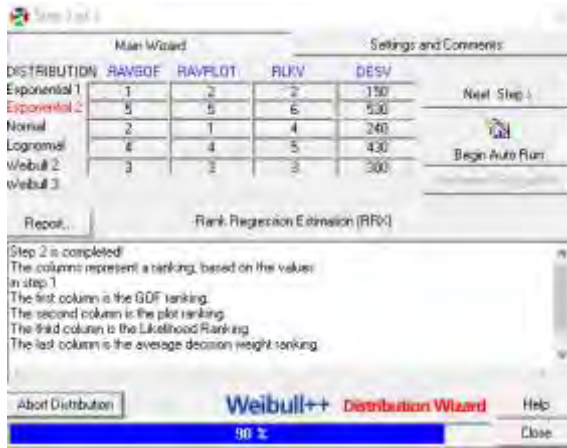 Main Wizard
Settings and Comments
DISTRIBUTION RAVGOF RAVPLOT RLKV DESV
Exponential 1 1 2 2 150
Exponential 2 5 5 6 530
Normal 2 1 4 240
Lognormal 4 4 5 430
Weibull 2 3 3 3 300
Weibull 3
Next Step
Begin Auto Run
Report...
Rank Regression Estimation (RRX)
Step 2 is completed!
The columns represent a ranking, based on the values
in step 1
The first column is the GOF ranking.
The second column is the plot ranking.
The third column is the Likelihood Ranking
The last column is the average decision weight ranking.
Abort Distribution
Weibull++ Distribution Wizard
Help
90 %
Close